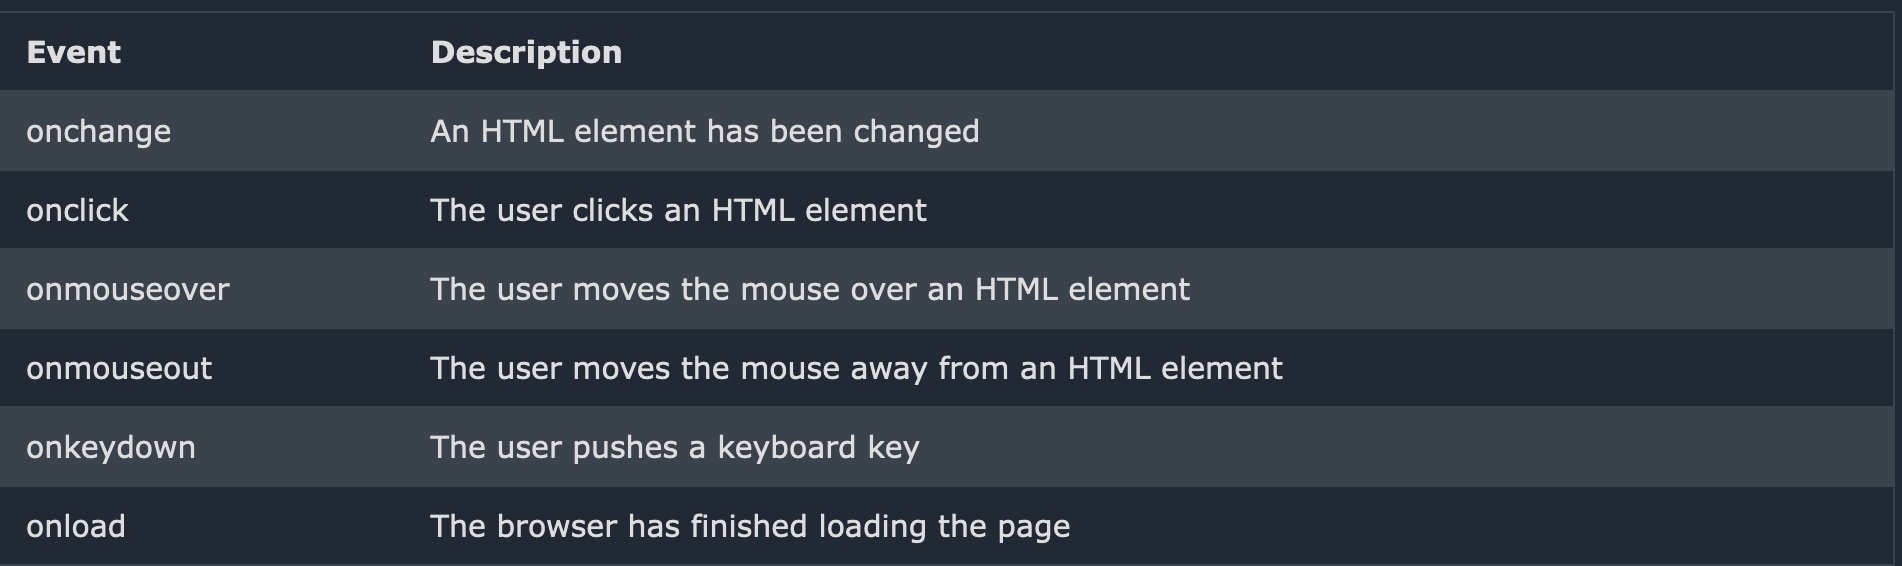 Event Description
onchange An HTML element has been changed
onclick The user clicks an HTML element
onmouseover The user moves the mouse over an HTML element
onmouseout The user moves the mouse away from an HTML element
onkeydown The user pushes a keyboard key
onload The browser has finished loading the page